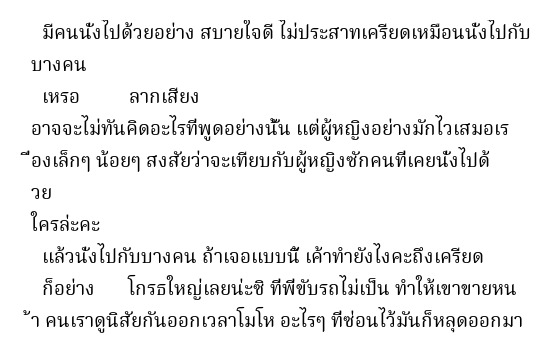 มีคนนั่งไปด้วยอย่าง สบายใจดี ไม่ประสาทเครียดเหมือนนั่งไปกับ
บางคน
เหรอ ลากเสียง
อาจจะไม่ทันคิดอะไรที่พูดอย่างนั้น แต่ผู้หญิงอย่างมักไวเสมอเร
ื่องเล็กๆ น้อยๆ สงสัยว่าจะเทียบกับผู้หญิงซักคนที่เคยนั่งไปด้
วย
ใครล่ะคะ
แล้วนั่งไปกับบางคน ถ้าเจอแบบนี้ เค้าทำยังไงคะถึงเครียด
ก็อย่าง โกรธใหญ่เลยน่ะซิ ที่พี่ขับรถไม่เป็น ทำให้เขาขายหน
้า คนเราดูนิสัยกันออกเวลาโมโห อะไรๆ ที่ซ่อนไว้มันก็หลุดออกมา